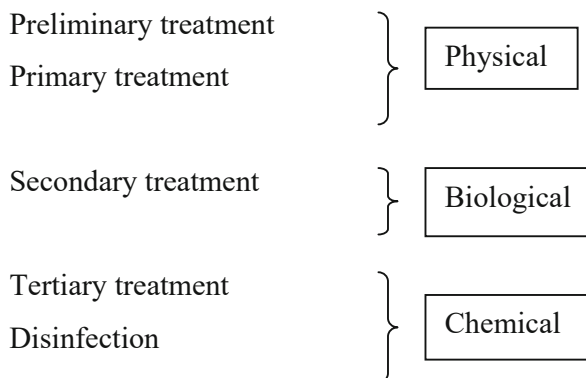 Preliminary treatment
Primary treatment
Physical
Secondary treatment
Biological
Tertiary treatment
Disinfection
Chemical